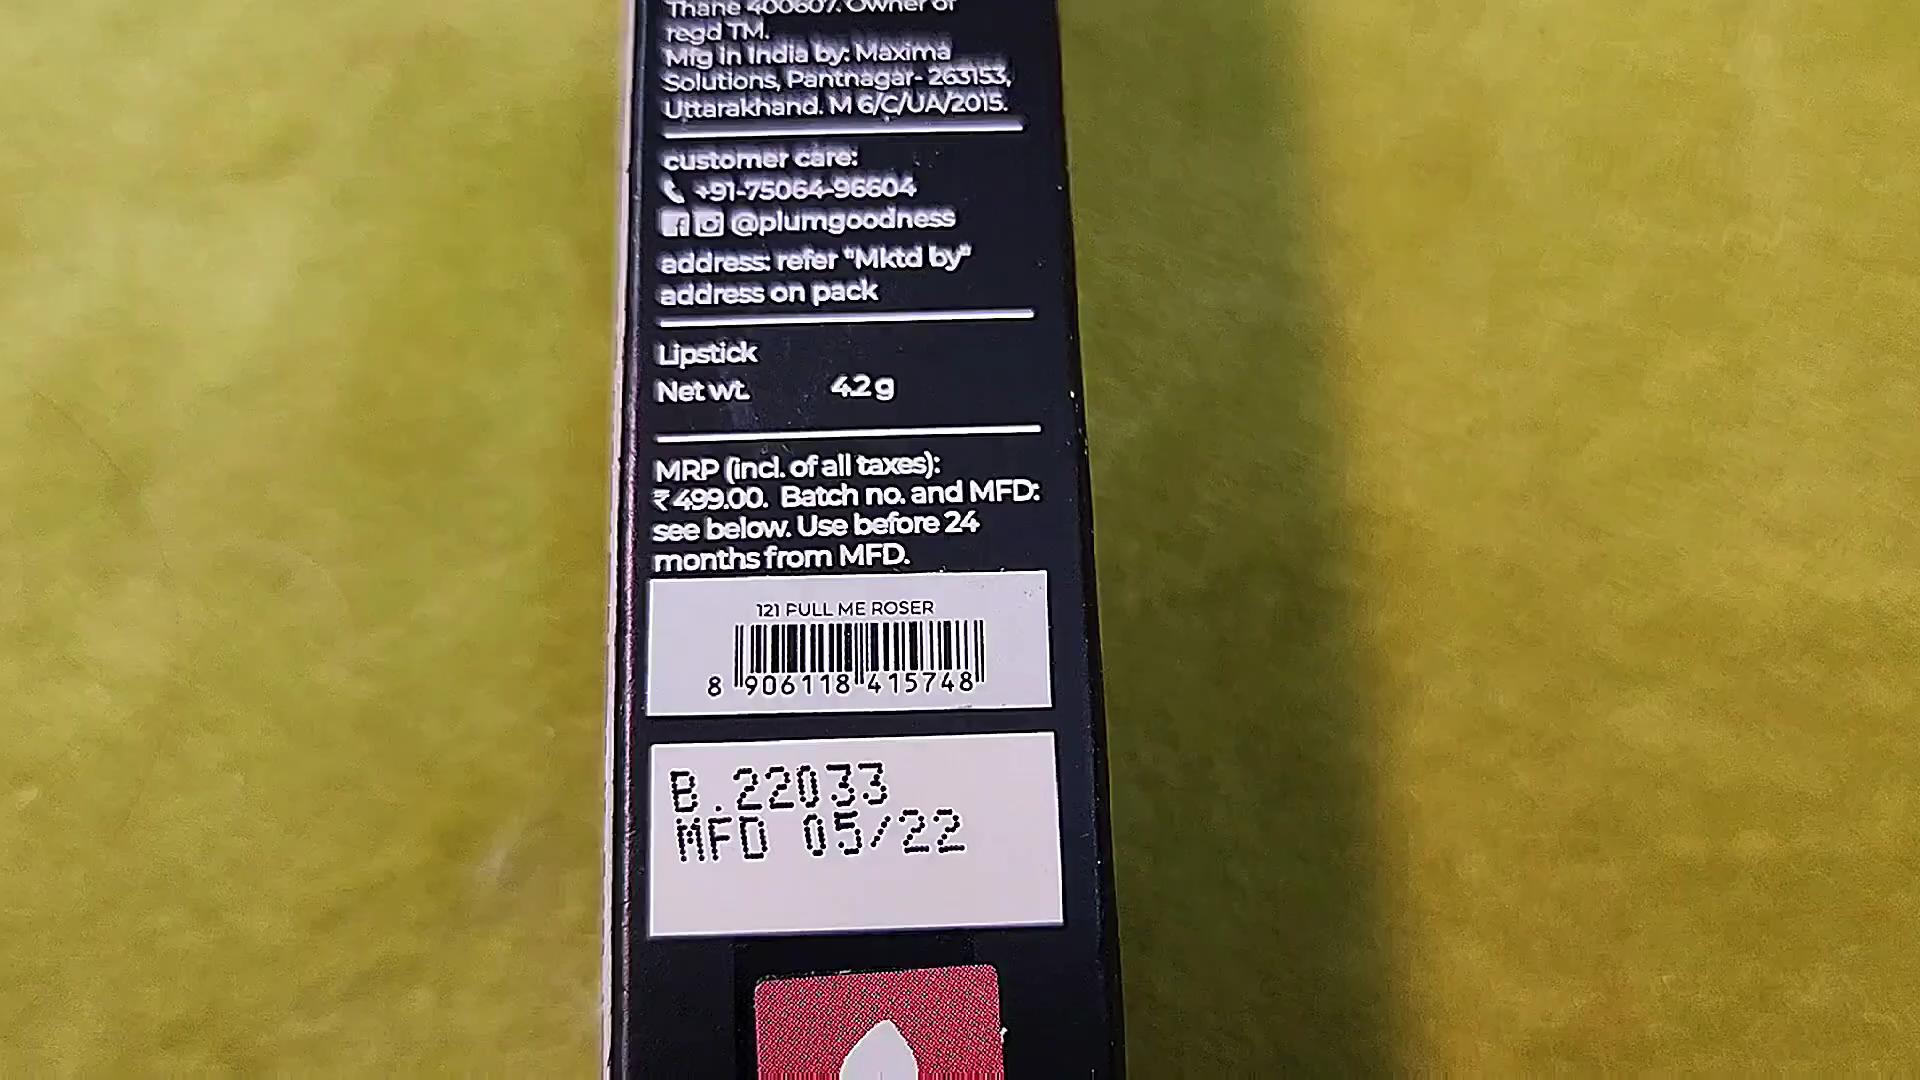 Thane 400607. Owner of
regd TM.
Mfg in India by: Maxima
Solutions, Pantnagar- 263153,
Uttarakhand. M 6/C/UA/2015.
customer care:
+91-75064-96604
@plumgoodness
address: refer "Mktd by"
address on pack
Lipstick
Net wt. 4.2 g
MRP (incl. of all taxes):
₹ 499.00. Batch no. and MFD:
see below. Use before 24
months from MFD.
121 PULL ME ROSER
8 906118 415748
B.22033
MFD 05/22